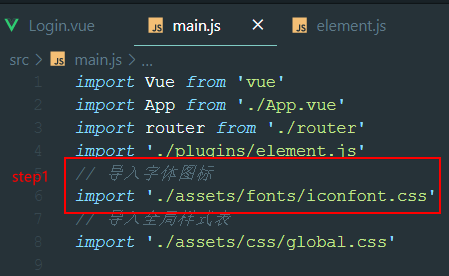 Login.vue JS main.js × JS element.js
src > JS main.js > ...
1 import Vue from 'vue'
2 import App from './App.vue'
3 import router from './router'
4 import './plugins/element.js'
5 // 导入字体图标
step1
6 import './assets/fonts/iconfont.css'
7 // 导入全局样式表
8 import './assets/css/global.css'
9